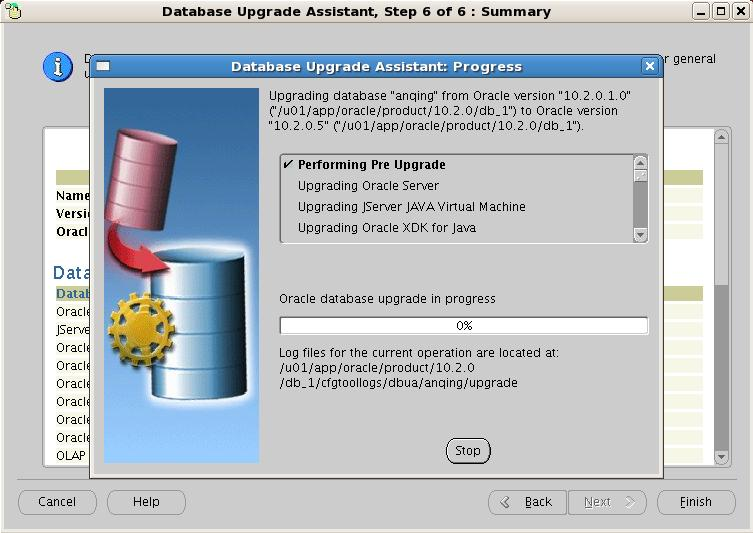 Database Upgrade Assistant, Step 6 of 6 : Summary
r general
Database Upgrade Assistant: Progress
Upgrading database "anqing" from Oracle version "10.2.0.1.0"
("/u01/app/oracle/product/10.2.0/db_1") to Oracle version
"10.2.0.5" ("/u01/app/oracle/product/10.2.0/db_1").
✔ Performing Pre Upgrade
Upgrading Oracle Server
Upgrading JServer JAVA Virtual Machine
Upgrading Oracle XDK for Java
Oracle database upgrade in progress
0%
Log files for the current operation are located at:
/u01/app/oracle/product/10.2.0
/db_1/cfgtoollogs/dbua/anqing/upgrade
Stop
Name
Versi
Oracl
Data
Datab
Oracle
JServe
Oracle
Oracle
Oracle
Oracle
Oracle
Oracle
OLAP
Cancel
Help
Back
Next
Finish